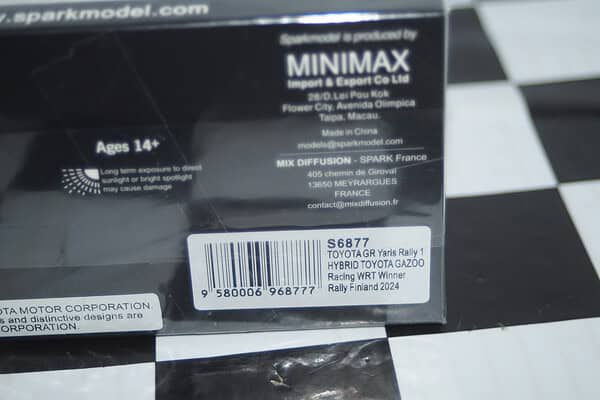 .sparkmodel.com
Sparkmodel is produced by
MINIMAX
Import & Export Co Ltd
28/D.Lei Pou Kok
Flower City, Avenida Olimpica
Taipa, Macau.
Made in China
models@sparkmodel.com
MIX DIFFUSION - SPARK France
405 chemin de Giroval
13650 MEYRARGUES
FRANCE
contact@mixdiffusion.fr
Ages 14+
Long term exposure to direct
sunlight or bright spotlight
may cause damage
S6877
TOYOTA GR Yaris Rally 1
HYBRID TOYOTA GAZOO
Racing WRT Winner
Rally Finland 2024
9 580006 968777
OTA MOTOR CORPORATION.
s and distinctive designs are
ORPORATION.